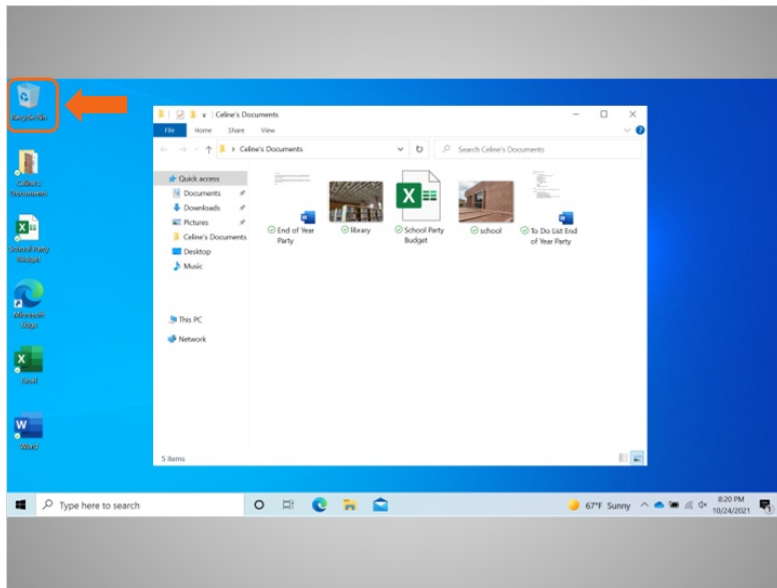 Recycle Bin
Celine's
Documents
School Party
Budget
Microsoft
Edge
Excel
Word
Celine's Documents
File Home Share View
Celine's Documents
Search Celine's Documents
Quick access
Documents
Downloads
Pictures
Celine's Documents
Desktop
Music
This PC
Network
End of Year
Party
library
School Party
Budget
school
To Do List End
of Year Party
5 items
Type here to search
67°F Sunny
8:20 PM
10/24/2021